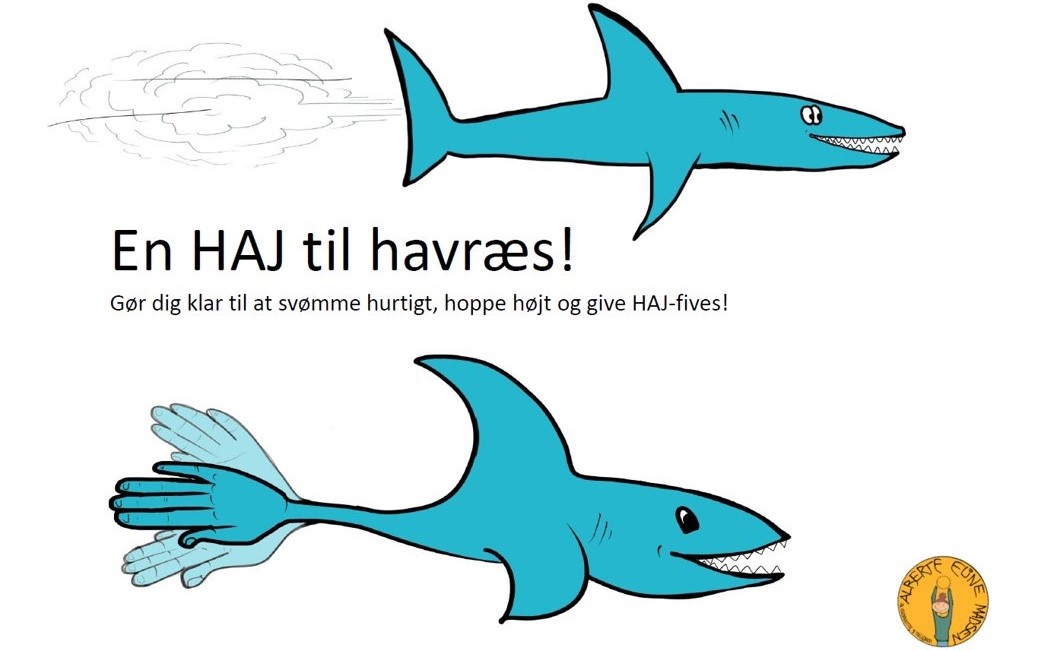 En HAJ til havræs!
Gør dig klar til at svømme hurtigt, hoppe højt og give HAJ-fives!
ALBERTE ELINE MADSEN